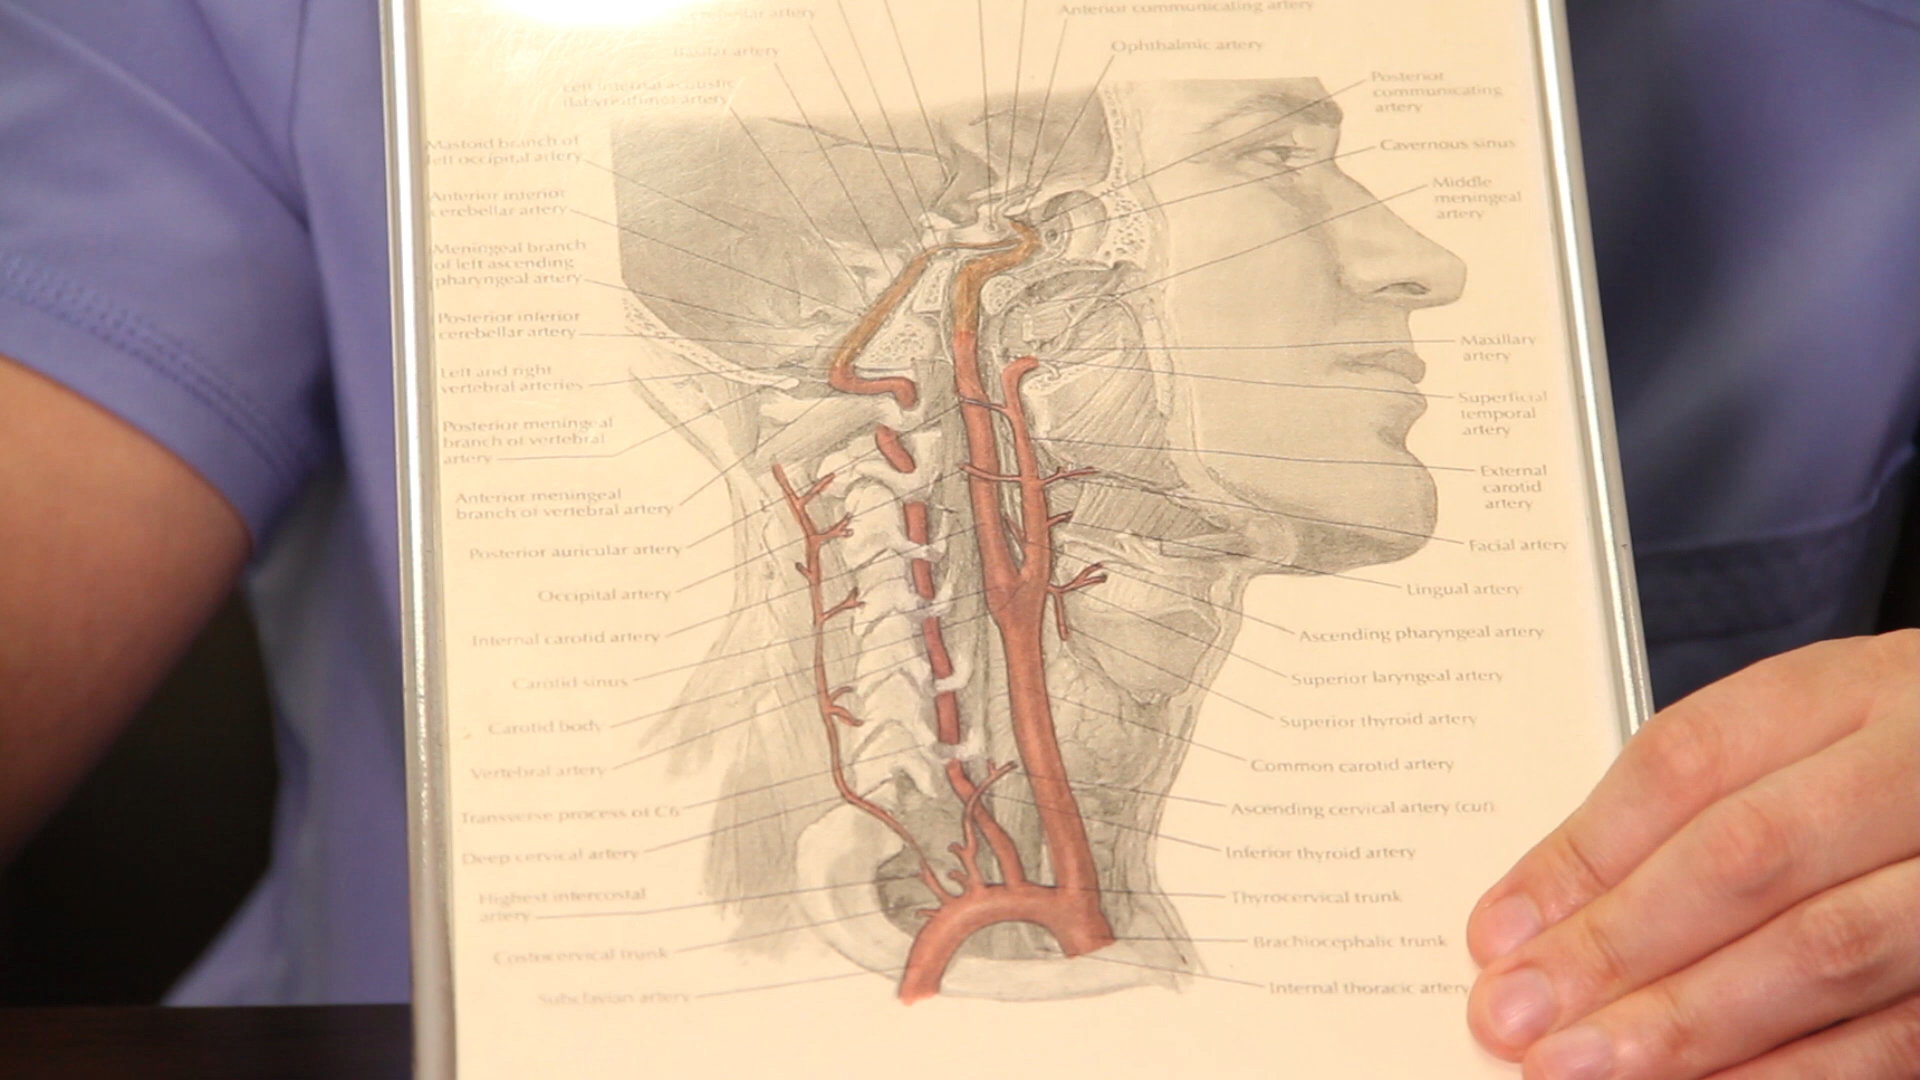 artery
Anterior communicating artery
Basilar artery
Ophthalmic artery
Left internal acoustic
(labyrinthine) artery
Posterior
communicating
artery
Mastoid branch of
left occipital artery
Cavernous sinus
Anterior inferior
cerebellar artery
Middle
meningeal
artery
Meningeal branch
of left ascending
pharyngeal artery
Posterior inferior
cerebellar artery
Maxillary
artery
Left and right
vertebral arteries
Superficial
temporal
artery
Posterior meningeal
branch of vertebral
artery
External
carotid
artery
Anterior meningeal
branch of vertebral artery
Posterior auricular artery
Facial artery
Occipital artery
Lingual artery
Internal carotid artery
Ascending pharyngeal artery
Carotid sinus
Superior laryngeal artery
Carotid body
Superior thyroid artery
Vertebral artery
Common carotid artery
Transverse process of C6
Ascending cervical artery (cut)
Deep cervical artery
Inferior thyroid artery
Highest intercostal
artery
Thyrocervical trunk
Costocervical trunk
Brachiocephalic trunk
Subclavian artery
Internal thoracic artery